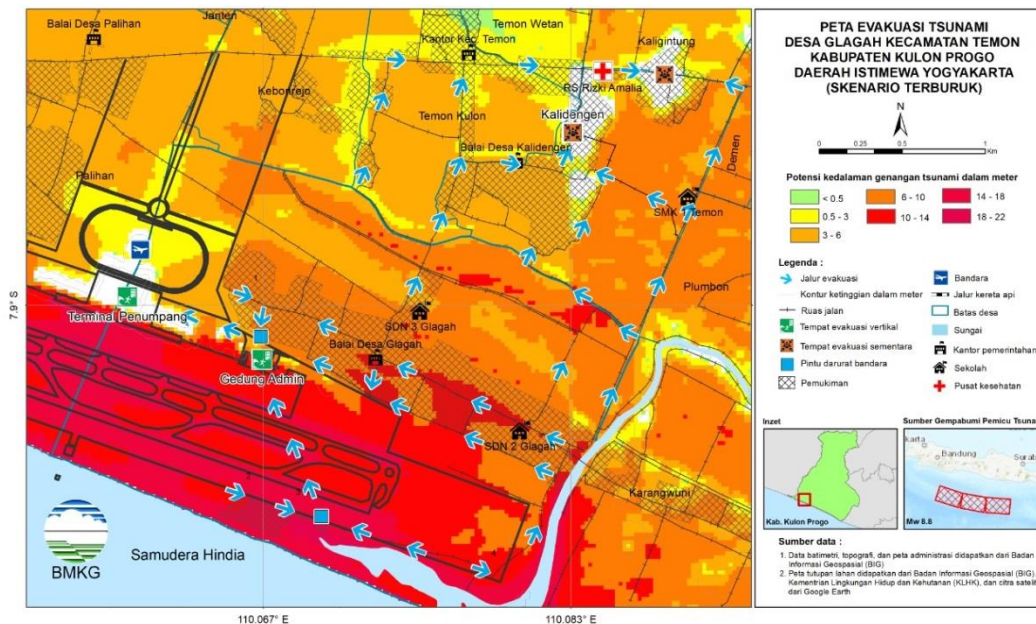 Balai Desa Palihan
Janten
Temon Wetan
Kantor Kec. Temon
Kaligintung
RS Rizki Amalia
Kebonrejo
Temon Kulon
Kalidengen
Balai Desa Kalidengen
Demen
Palihan
SMK 1 Temon
Plumbon
7.9° S
Terminal Penumpang
SDN 3 Glagah
Balai Desa Glagah
Gedung Admin
SDN 2 Glagah
Karangwuni
BMKG
Samudera Hindia
110.067° E
110.083° E
PETA EVAKUASI TSUNAMI
DESA GLAGAH KECAMATAN TEMON
KABUPATEN KULON PROGO
DAERAH ISTIMEWA YOGYAKARTA
(SKENARIO TERBURUK)
N
0 0.25 0.5 1
Km
Potensi kedalaman genangan tsunami dalam meter
< 0.5
6 - 10
14 - 18
0.5 - 3
10 - 14
18 - 22
3 - 6
Legenda :
Jalur evakuasi
Kontur ketinggian dalam meter
Ruas jalan
Tempat evakuasi vertikal
Tempat evakuasi sementara
Pintu darurat bandara
Pemukiman
Bandara
Jalur kereta api
Batas desa
Sungai
Kantor pemerintahan
Sekolah
Pusat kesehatan
Inzet
Kab. Kulon Progo
Sumber Gempabumi Pemicu Tsuna
karta
Bandung
Surab
Mw 8.8
Sumber data :
1. Data batimetri, topografi, dan peta administrasi didapatkan dari Badan
Informasi Geospasial (BIG)
2. Peta tutupan lahan didapatkan dari Badan Informasi Geospasial (BIG),
Kementrian Lingkungan Hidup dan Kehutanan (KLHK), dan citra satelit
dari Google Earth